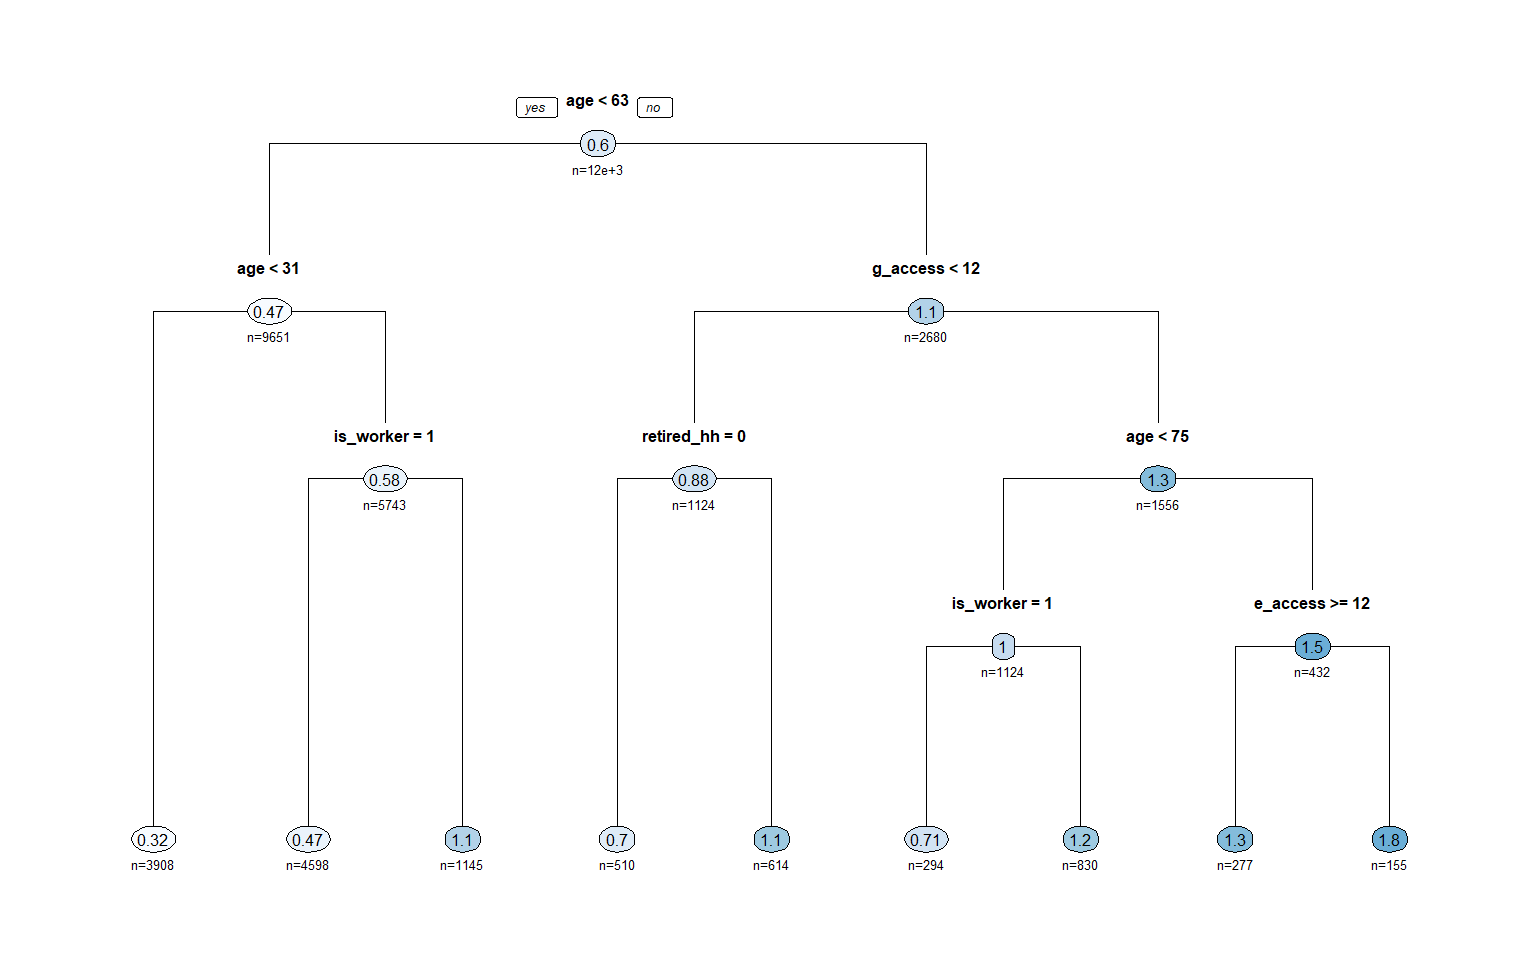 yes age < 63 no
0.6
n=12e+3
age < 31 g_access < 12
0.47 1.1
n=9651 n=2680
is_worker = 1 retired_hh = 0 age < 75
0.58 0.88 1.3
n=5743 n=1124 n=1556
is_worker = 1 e_access >= 12
1 1.5
n=1124 n=432
0.32 0.47 1.1 0.7 1.1 0.71 1.2 1.3 1.8
n=3908 n=4598 n=1145 n=510 n=614 n=294 n=830 n=277 n=155